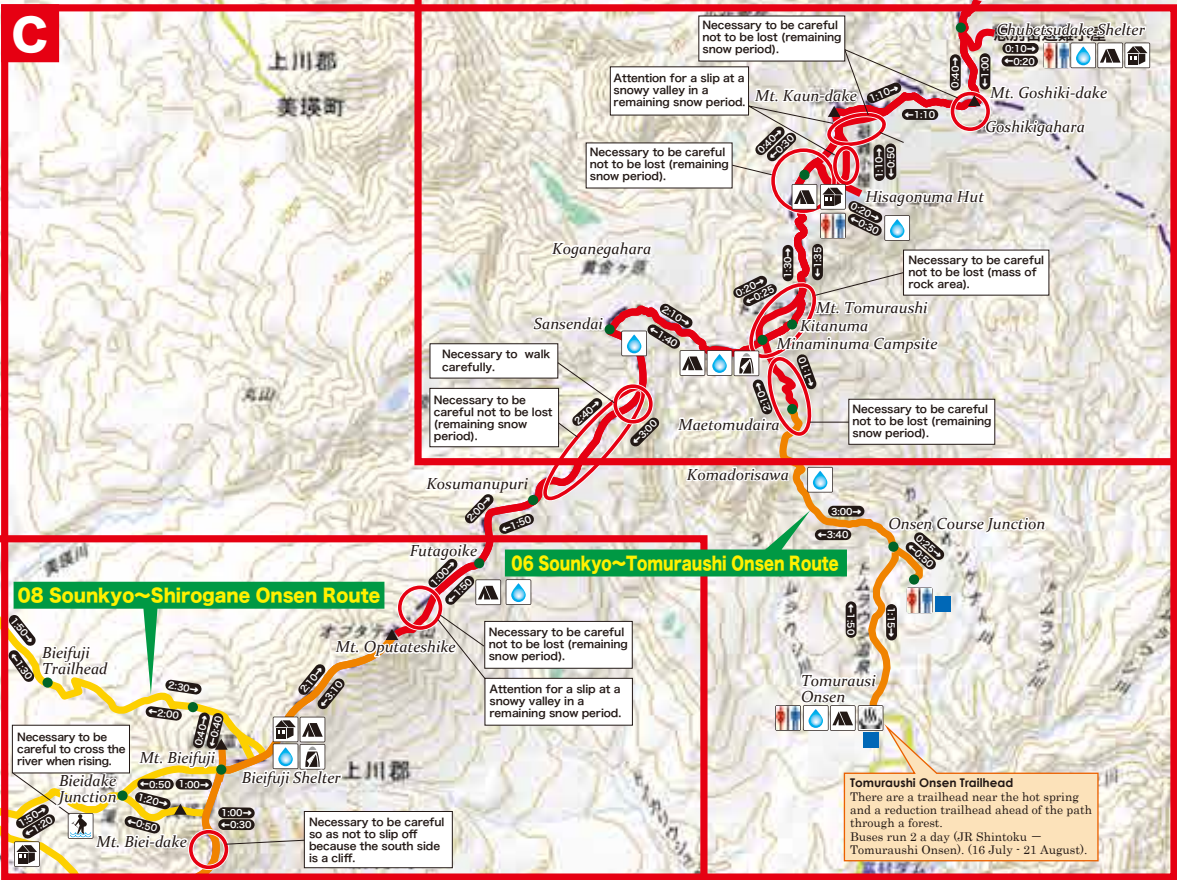 C
上川郡
美瑛町
Necessary to be careful
not to be lost (remaining
snow period).
Chubetsudake Shelter
0:10→
←0:20
0:40→
←1:00
Attention for a slip at a
snowy valley in a
remaining snow period.
Mt. Kaun-dake
1:10→
←1:10
Mt. Goshiki-dake
Goshikigahara
0:40→
←0:30
1:10→
←0:50
Necessary to be careful
not to be lost (remaining
snow period).
Hisagonuma Hut
0:20→
←0:30
Koganegahara
黄金ヶ原
1:30→
←1:35
Necessary to be careful
not to be lost (mass of
rock area).
0:20→
←0:25
Mt. Tomuraushi
Kitanuma
Minaminuma Campsite
Sansendai
2:10→
←1:40
Necessary to walk
carefully.
Necessary to be
careful not to be lost
(remaining snow
period).
2:40→
←3:00
1:10→
←2:10
Maetomudaira
Necessary to be careful
not to be lost (remaining
snow period).
丸山
Kosumanupuri
2:00→
←1:50
Komadorisawa
3:00→
←3:40
Onsen Course Junction
0:25→
←0:50
美瑛川
Futagoike
1:00→
←1:50
06 Sounkyo~Tomuraushi Onsen Route
08 Sounkyo~Shirogane Onsen Route
1:15→
←1:50
Mt. Oputateshike
Necessary to be careful
not to be lost (remaining
snow period).
Attention for a slip at a
snowy valley in a
remaining snow period.
1:50→
←1:30
Bieifuji
Trailhead
2:30→
←2:00
2:10→
←3:10
Tomurausi
Onsen
Necessary to be
careful to cross the
river when rising.
0:40→
←0:40
Mt. Bieifuji
Bieifuji Shelter
上川郡
Bieidake
Junction
←0:50
1:00→
1:20→
←0:50
1:00→
←0:30
1:50→
←1:20
Mt. Biei-dake
Necessary to be careful
so as not to slip off
because the south side
is a cliff.
Tomuraushi Onsen Trailhead
There are a trailhead near the hot spring
and a reduction trailhead ahead of the path
through a forest.
Buses run 2 a day (JR Shintoku –
Tomuraushi Onsen). (16 July - 21 August).